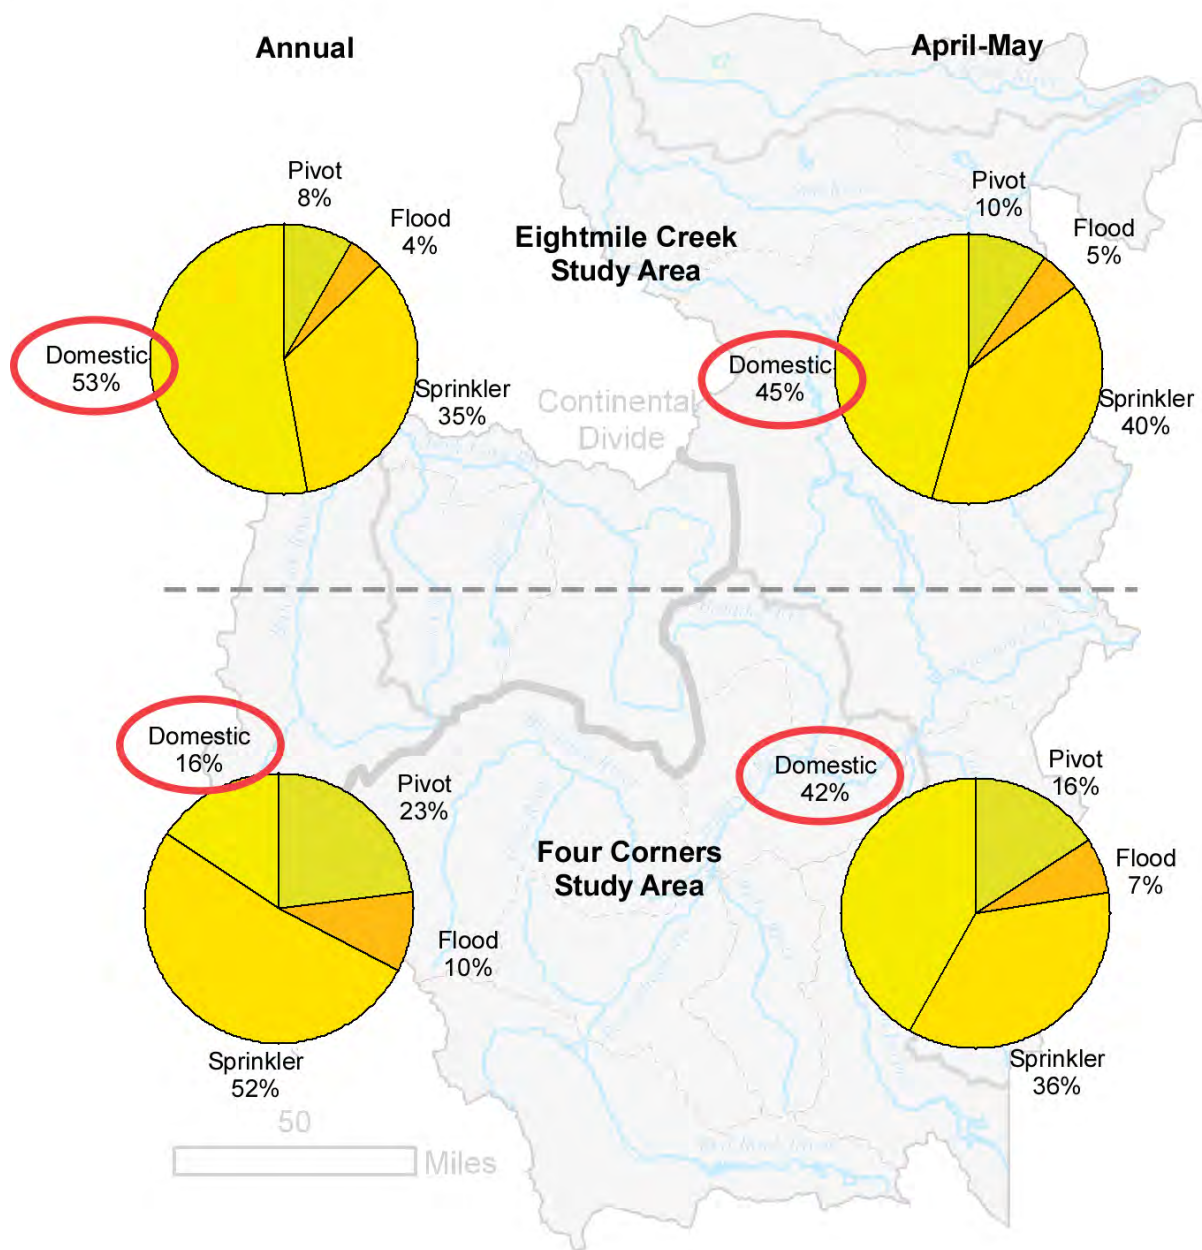 Annual
April-May
Pivot
8%
Flood
4%
Domestic
53%
Sprinkler
35%
Eightmile Creek
Study Area
Pivot
10%
Flood
5%
Domestic
45%
Sprinkler
40%
Continental
Divide
Domestic
16%
Pivot
23%
Flood
10%
Sprinkler
52%
Four Corners
Study Area
Domestic
42%
Pivot
16%
Flood
7%
Sprinkler
36%
50
Miles